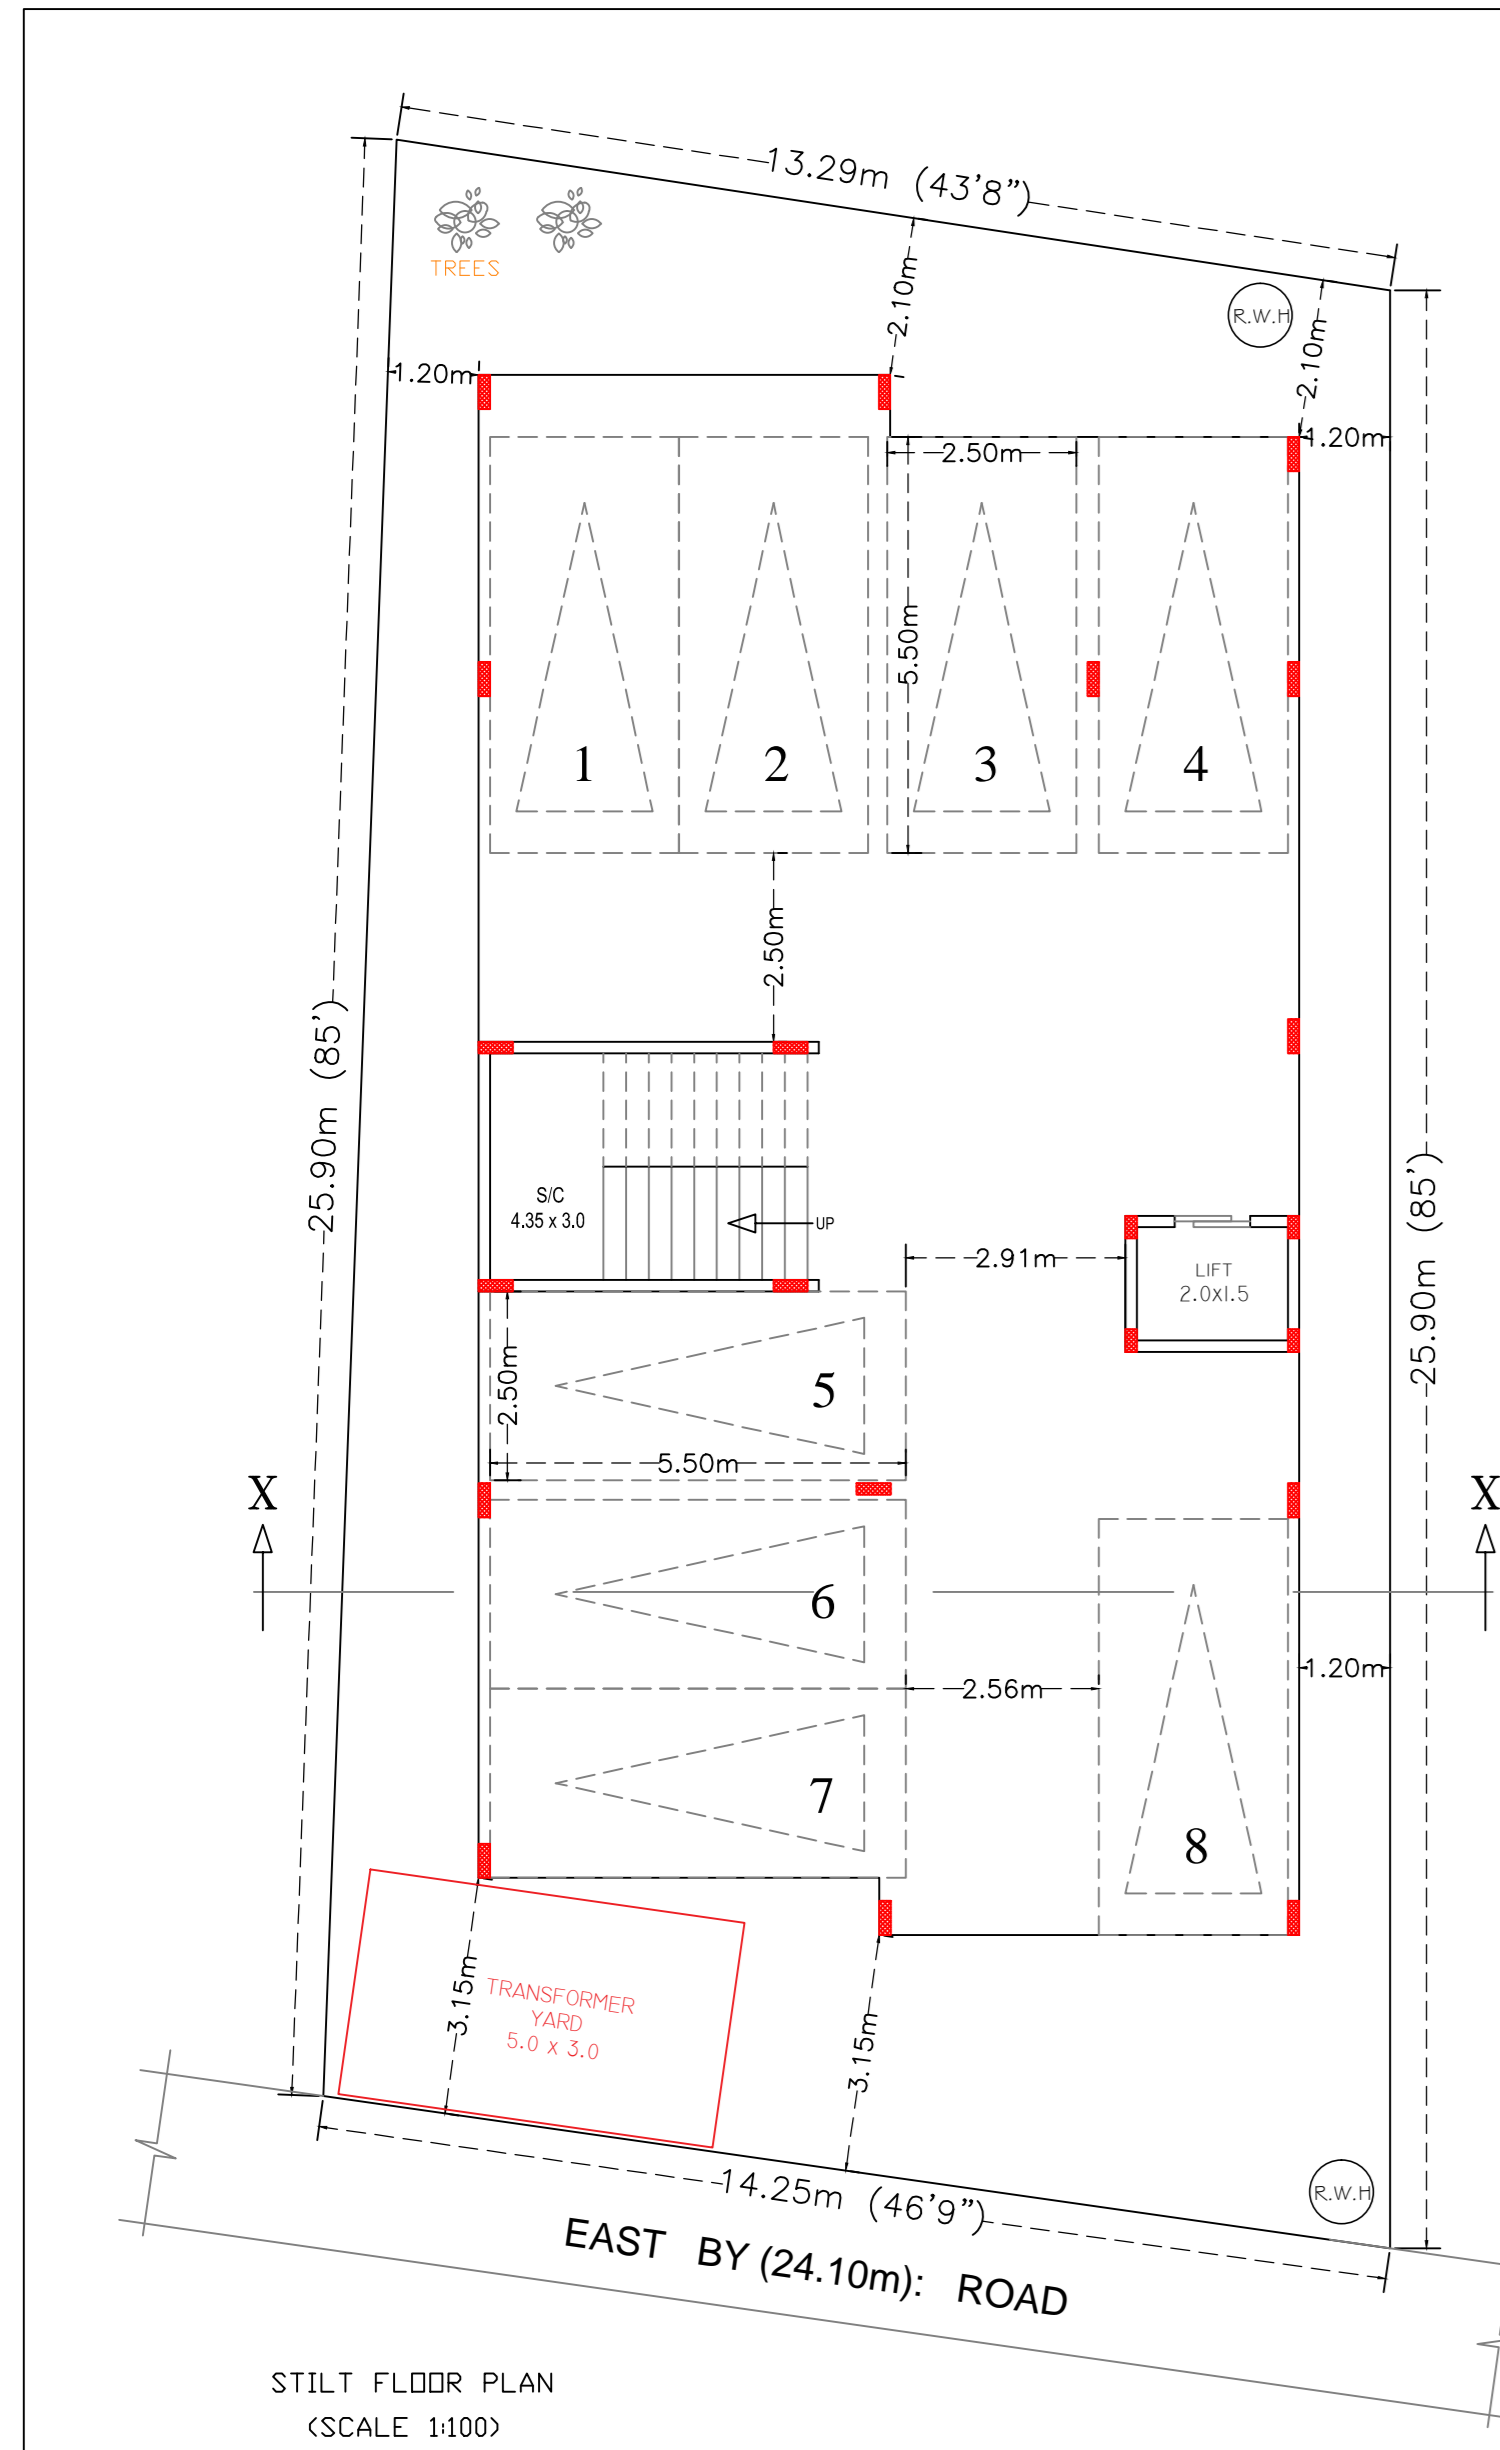 13.29m (43'8")
TREES
2.10m
R.W.H
2.10m
1.20m
1.20m
2.50m
5.50m
1
2
3
4
2.50m
25.90m (85')
S/C
4.35 x 3.0
UP
2.91m
LIFT
2.0x1.5
25.90m (85')
2.50m
5
5.50m
X
X
6
1.20m
2.56m
7
8
3.15m
TRANSFORMER
YARD
5.0 x 3.0
3.15m
R.W.H
14.25m (46'9")
EAST BY (24.10m): ROAD
STILT FLOOR PLAN
(SCALE 1:100)